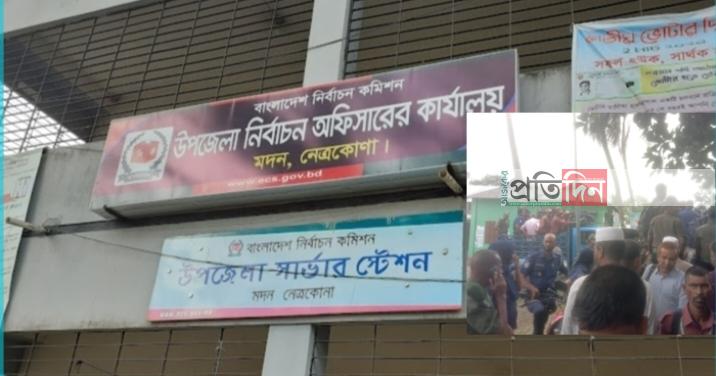 বাংলাদেশ নির্বাচন কমিশন
উপজেলা নির্বাচন অফিসারের কার্যালয়
মদন, নেত্রকোণা।
www.ecs.gov.bd
বাংলাদেশ নির্বাচন কমিশন
উপজেলা সার্ভার স্টেশন
মদন নেত্রকোনা
জাতীয় ভোটার দি
আজকের
প্রতিদিন